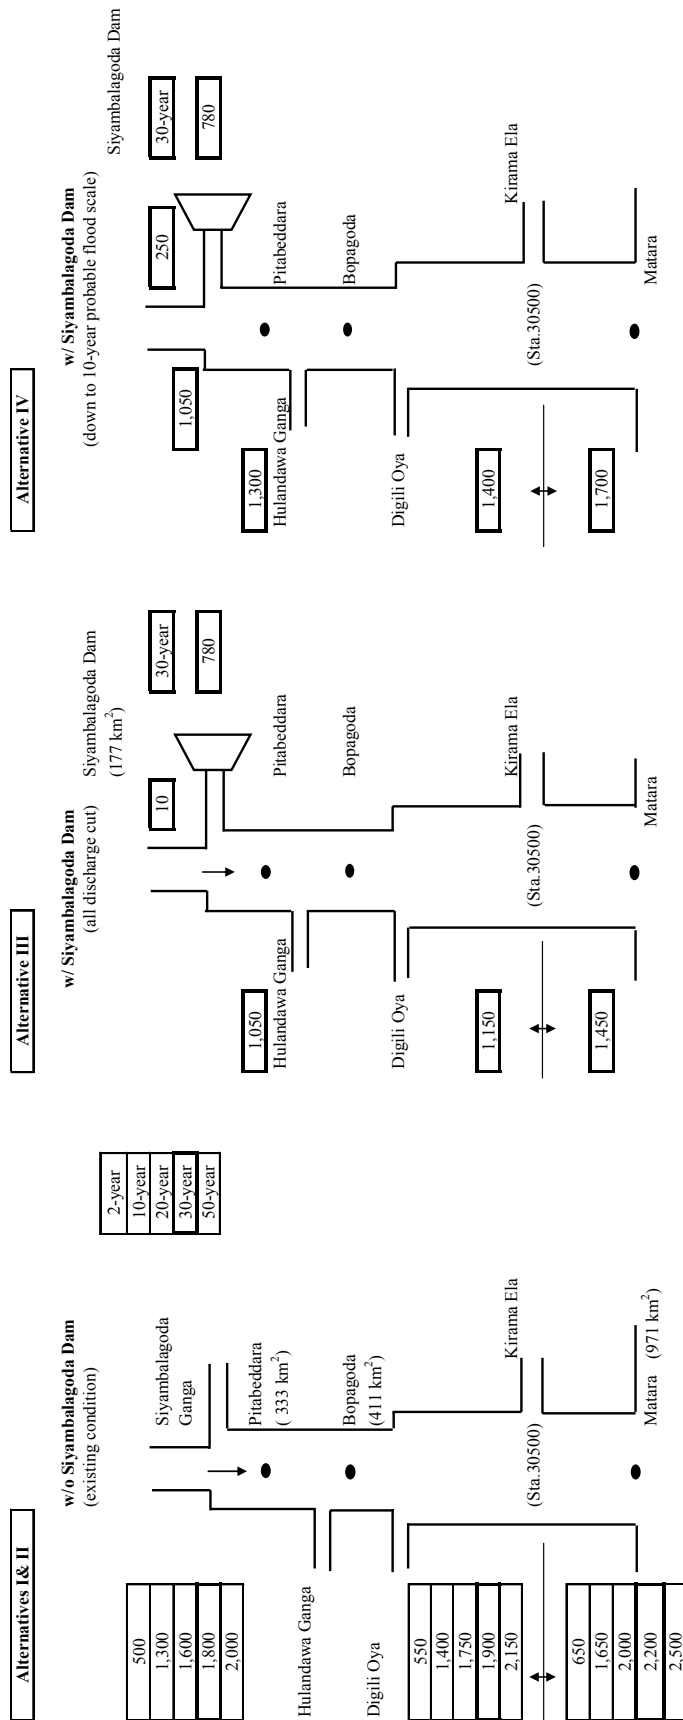 Alternatives I& II
w/o Siyambalagoda Dam
(existing condition)
2-year
10-year
20-year
30-year
50-year
500
1,300
1,600
1,800
2,000
Siyambalagoda
Ganga
Pitabeddara
( 333 km²)
Hulandawa Ganga
Bopagoda
(411 km²)
Digili Oya
550
1,400
1,750
1,900
2,150
Kirama Ela
(Sta.30500)
650
1,650
2,000
2,200
2,500
Matara (971 km²)
Alternative III
w/ Siyambalagoda Dam
(all discharge cut)
Siyambalagoda Dam
(177 km²)
10
30-year
780
1,050
Pitabeddara
Hulandawa Ganga
Bopagoda
Digili Oya
1,150
Kirama Ela
(Sta.30500)
1,450
Matara
Alternative IV
w/ Siyambalagoda Dam
(down to 10-year probable flood scale)
Siyambalagoda Dam
250
30-year
1,050
780
1,300
Pitabeddara
Hulandawa Ganga
Bopagoda
Digili Oya
1,400
Kirama Ela
(Sta.30500)
1,700
Matara